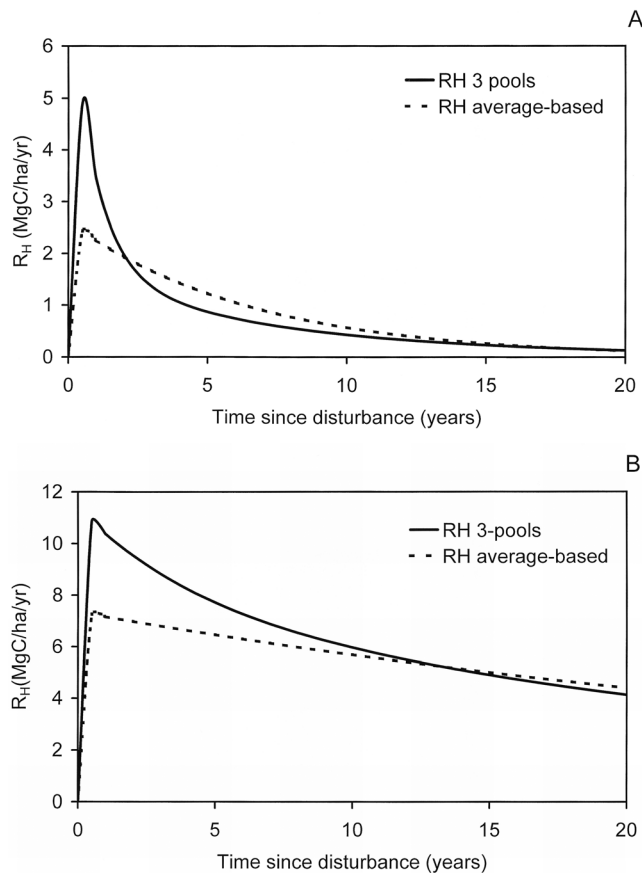 A
6
5
4
3
2
1
0
RH 3 pools
RH average-based
R_H (MgC/ha/yr)
0 5 10 15 20
Time since disturbance (years)
B
12
10
8
6
4
2
0
RH 3-pools
RH average-based
R_H(MgC/ha/yr)
0 5 10 15 20
Time since disturbance (years)